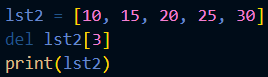 lst2 = [10, 15, 20, 25, 30]
del lst2[3]
print(lst2)